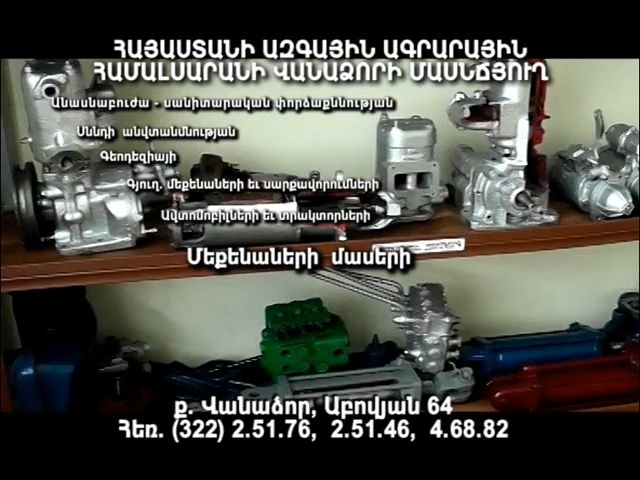 ՀԱՅԱՍՏԱՆԻ ԱԶԳԱՅԻՆ ԱԳՐԱՐԱՅԻՆ
ՀԱՄԱԼՍԱՐԱՆԻ ՎԱՆԱՁՈՐԻ ՄԱՍՆՃՅՈՒՂ
Անասնաբուժա - սանիտարական փորձաքննության
Սննդի անվտանմնության
Գեոդեզիայի
Գյուղ. մեքենաների եւ սարքավորումների
Ավտոմոբիլների եւ տրակտորների
Մեքենաների մասերի
ք. Վանաձոր, Աբովյան 64
Հեռ. (322) 2.51.76, 2.51.46, 4.68.82